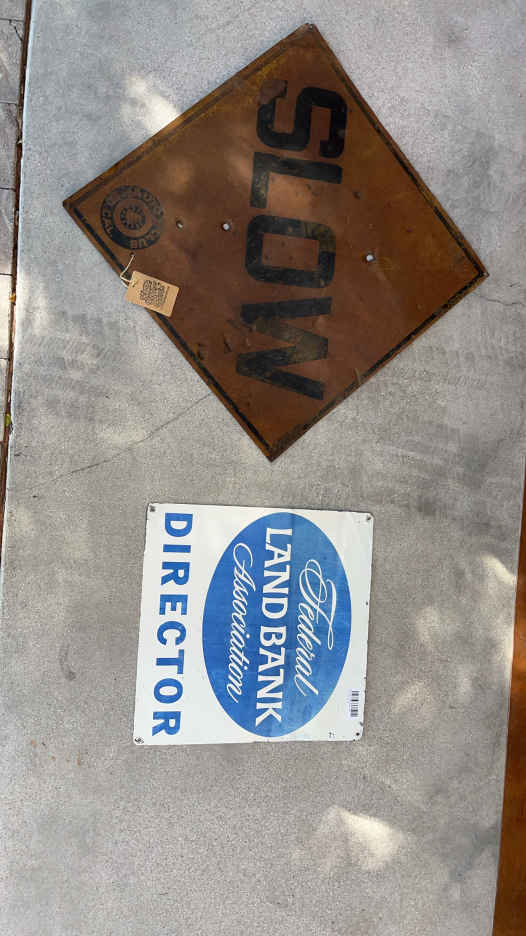 SLOW
Federal
LAND BANK
Association
DIRECTOR